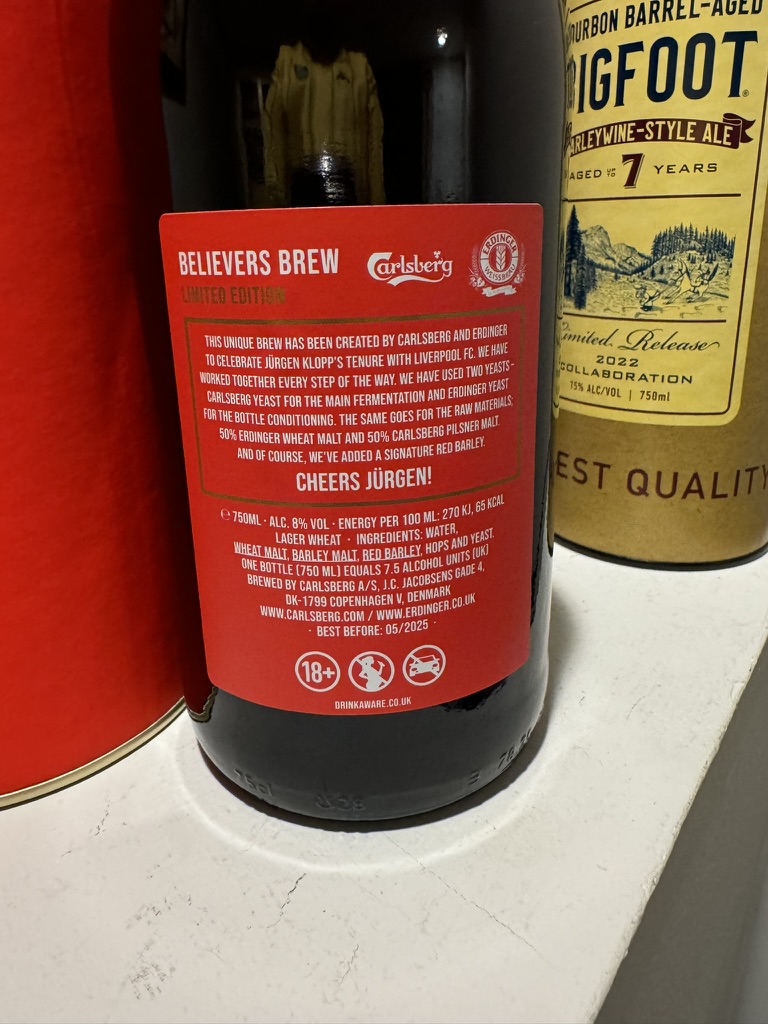 BELIEVERS BREW
LIMITED EDITION
Carlsberg
ERDINGER
WEISSBRÄU
THIS UNIQUE BREW HAS BEEN CREATED BY CARLSBERG AND ERDINGER
TO CELEBRATE JÜRGEN KLOPP'S TENURE WITH LIVERPOOL FC. WE HAVE
WORKED TOGETHER EVERY STEP OF THE WAY. WE HAVE USED TWO YEASTS -
CARLSBERG YEAST FOR THE MAIN FERMENTATION AND ERDINGER YEAST
FOR THE BOTTLE CONDITIONING. THE SAME GOES FOR THE RAW MATERIALS;
50% ERDINGER WHEAT MALT AND 50% CARLSBERG PILSNER MALT.
AND OF COURSE, WE'VE ADDED A SIGNATURE RED BARLEY.
CHEERS JÜRGEN!
℮ 750ML · ALC. 8% VOL · ENERGY PER 100 ML: 270 KJ, 65 KCAL
LAGER WHEAT · INGREDIENTS: WATER,
WHEAT MALT, BARLEY MALT, RED BARLEY, HOPS AND YEAST.
ONE BOTTLE (750 ML) EQUALS 7.5 ALCOHOL UNITS (UK)
BREWED BY CARLSBERG A/S, J.C. JACOBSENS GADE 4,
DK-1799 COPENHAGEN V, DENMARK
WWW.CARLSBERG.COM / WWW.ERDINGER.CO.UK
· BEST BEFORE: 05/2025 ·
18+
DRINKAWARE.CO.UK
75cl
OURBON BARREL-AGED
BIGFOOT
RLEYWINE-STYLE ALE
AGED UP TO 7 YEARS
Limited Release
2022
COLLABORATION
15% ALC/VOL | 750ml
EST QUALITY